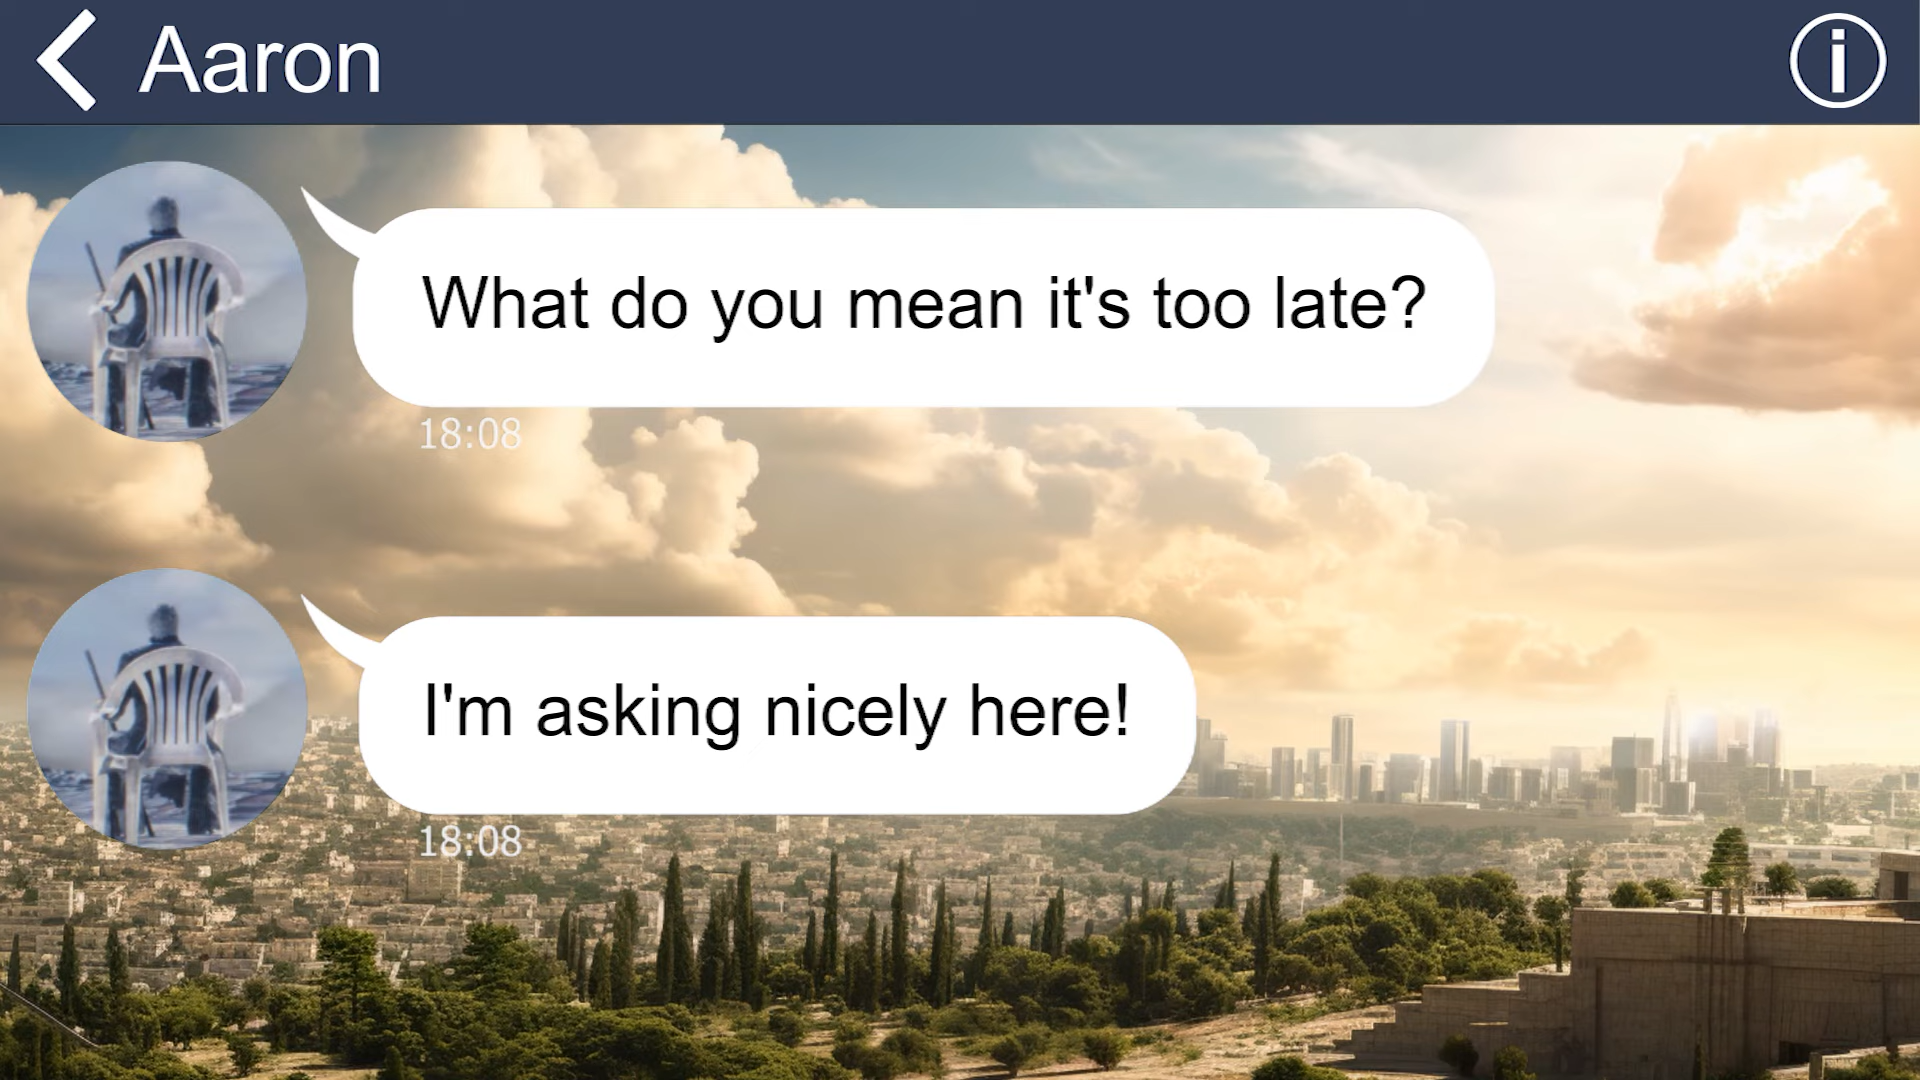 Aaron
What do you mean it's too late?
18:08
I'm asking nicely here!
18:08